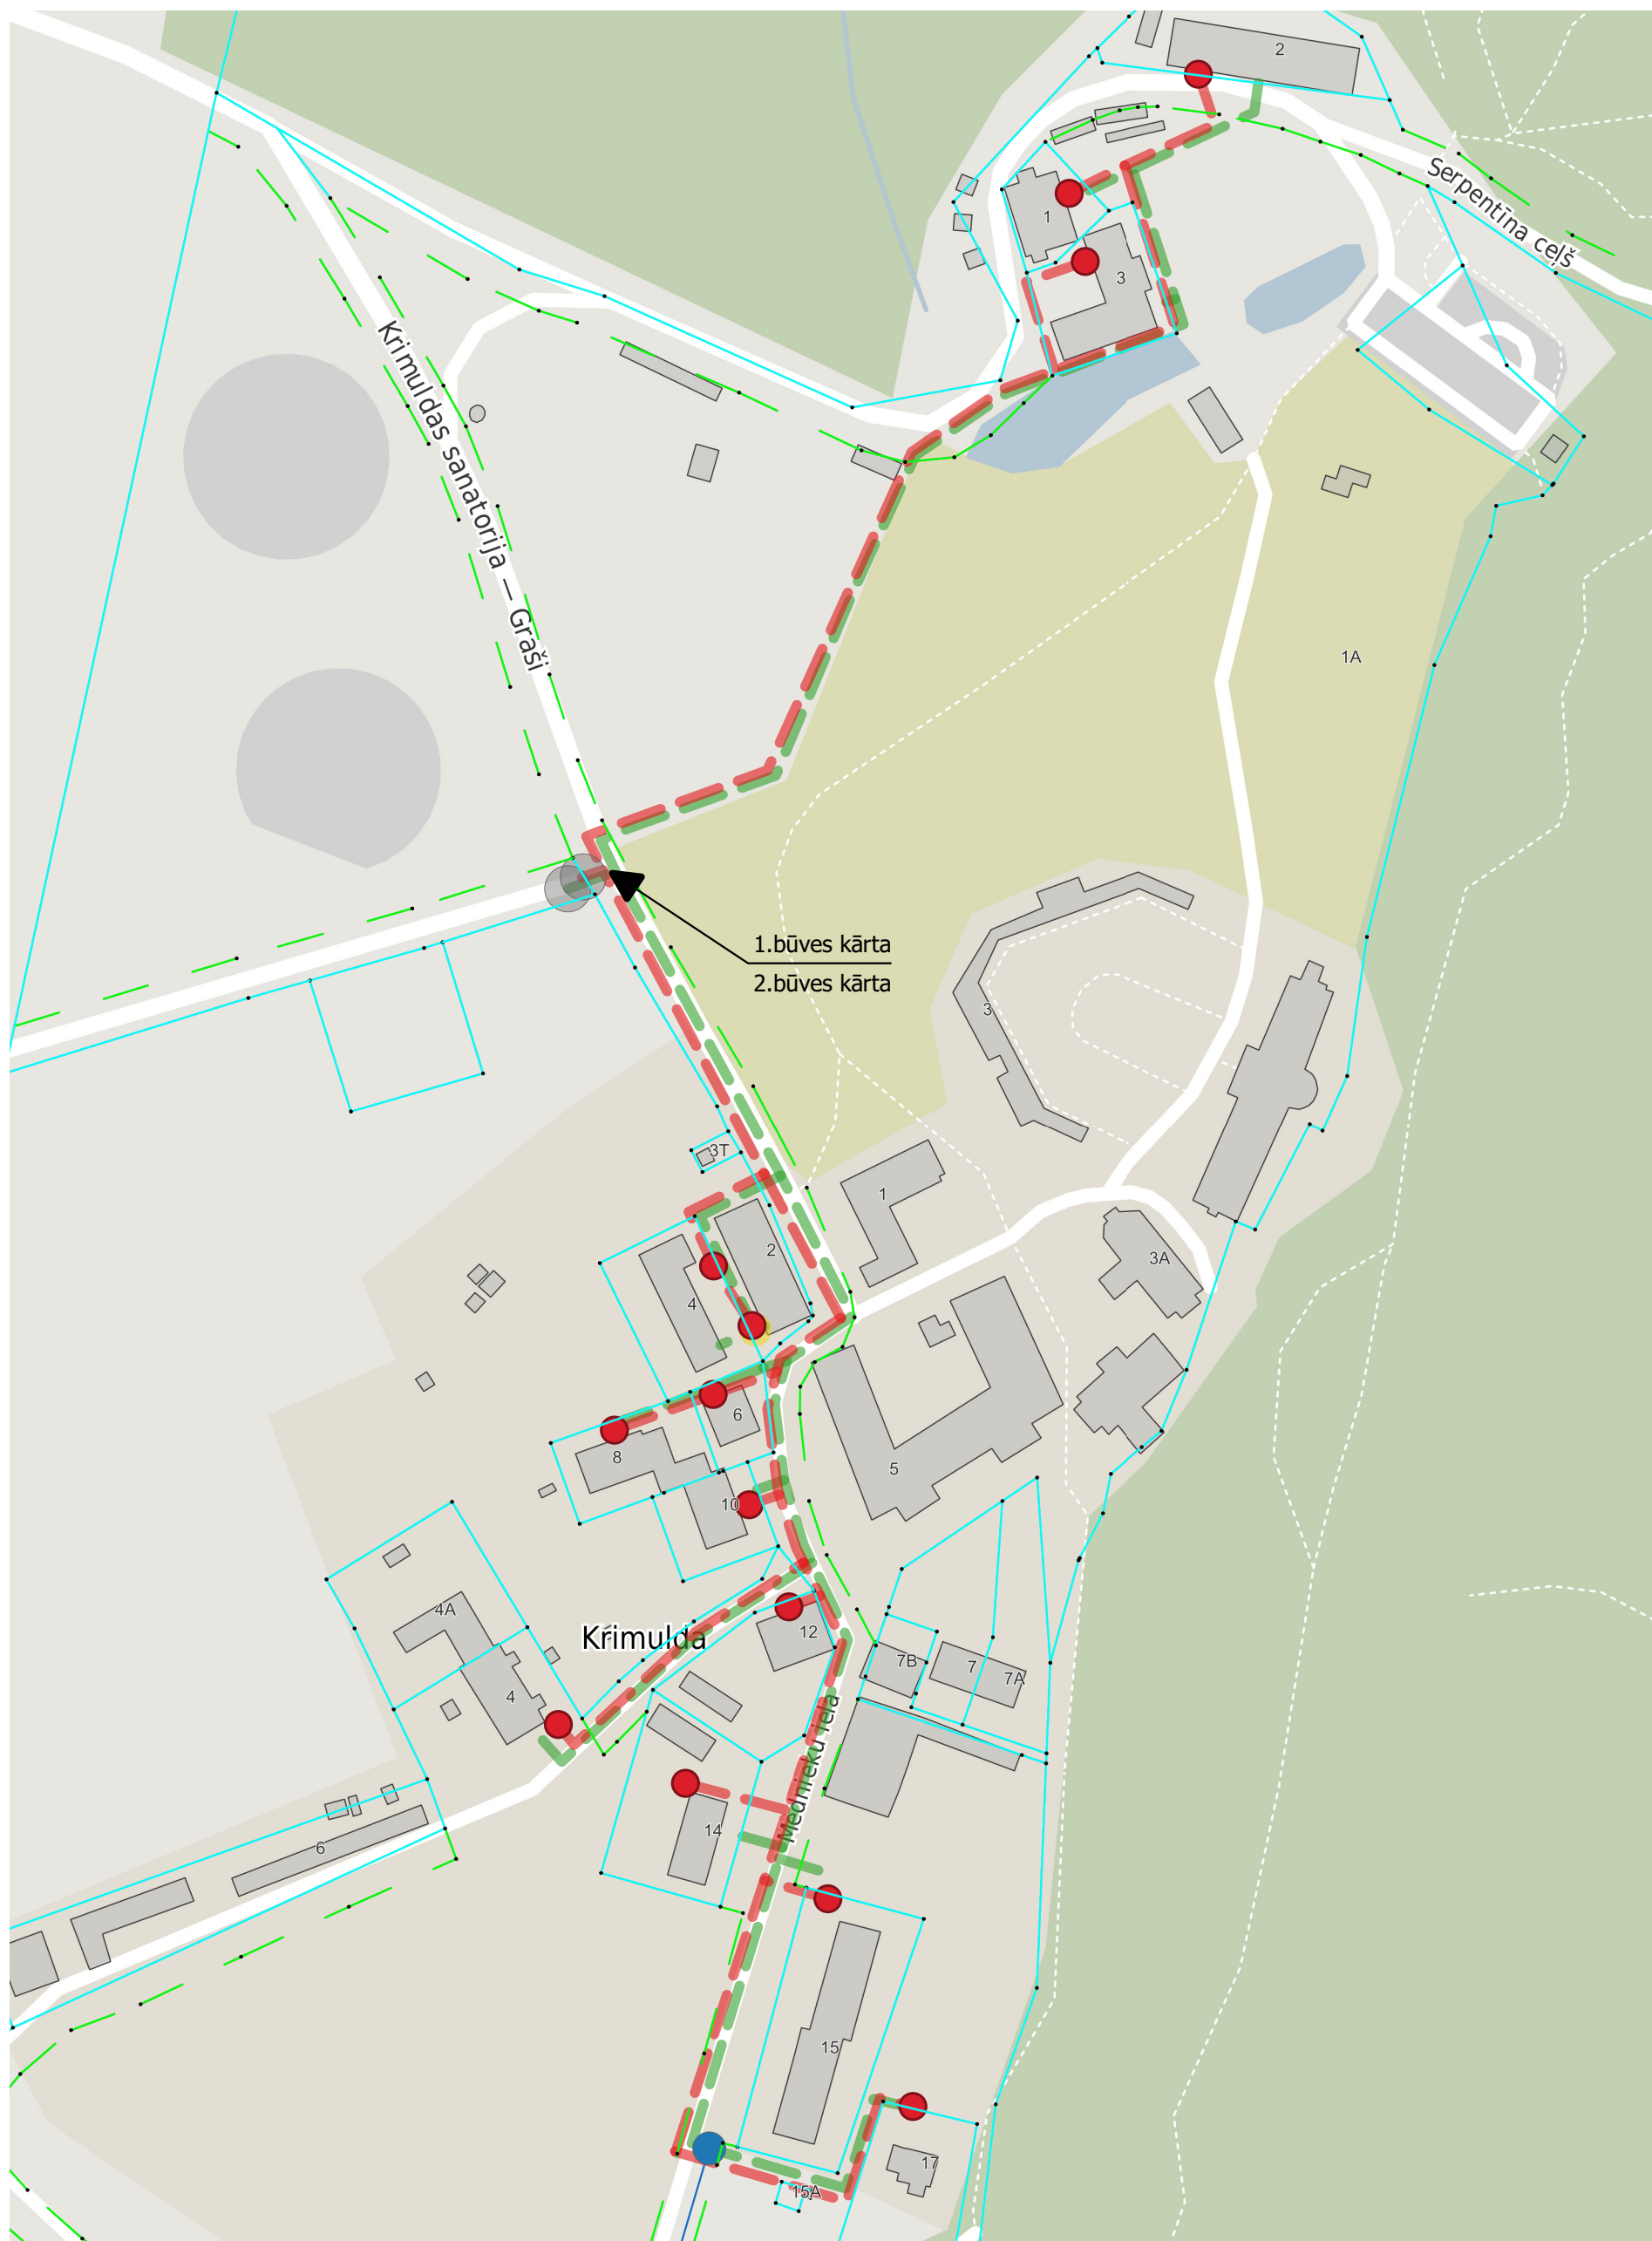 2
Serpentīna ceļš
1
3
Krimuldas sanatorija — Graši
1A
1.būves kārta
2.būves kārta
3
3T
1
2
3A
4
6
5
8
10
4A
Krimulda
12
7B
7
7A
4
Mednieku iela
14
6
15
17
15A